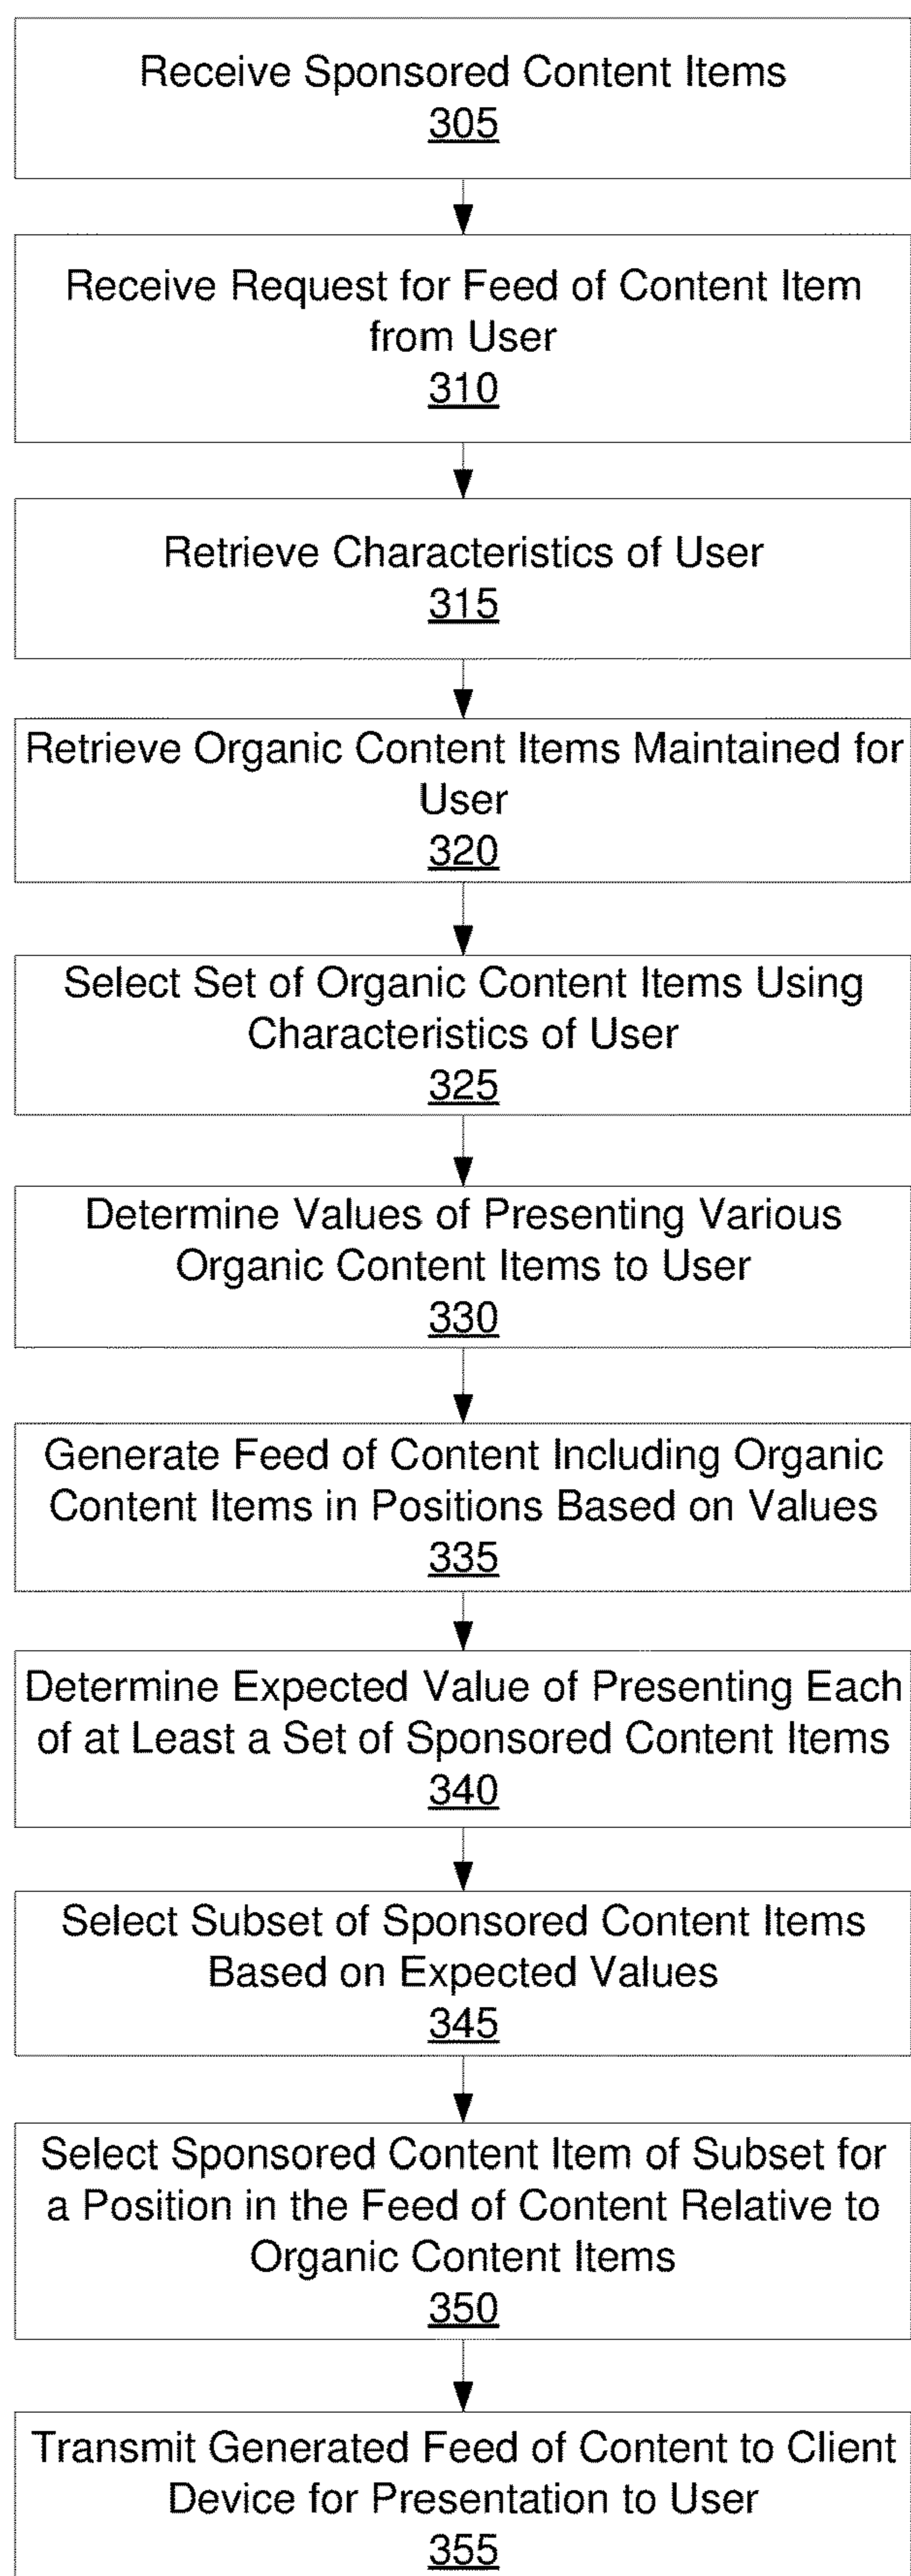 Receive Sponsored Content Items
305
Receive Request for Feed of Content Item
from User
310
Retrieve Characteristics of User
315
Retrieve Organic Content Items Maintained for
User
320
Select Set of Organic Content Items Using
Characteristics of User
325
Determine Values of Presenting Various
Organic Content Items to User
330
Generate Feed of Content Including Organic
Content Items in Positions Based on Values
335
Determine Expected Value of Presenting Each
of at Least a Set of Sponsored Content Items
340
Select Subset of Sponsored Content Items
Based on Expected Values
345
Select Sponsored Content Item of Subset for
a Position in the Feed of Content Relative to
Organic Content Items
350
Transmit Generated Feed of Content to Client
Device for Presentation to User
355